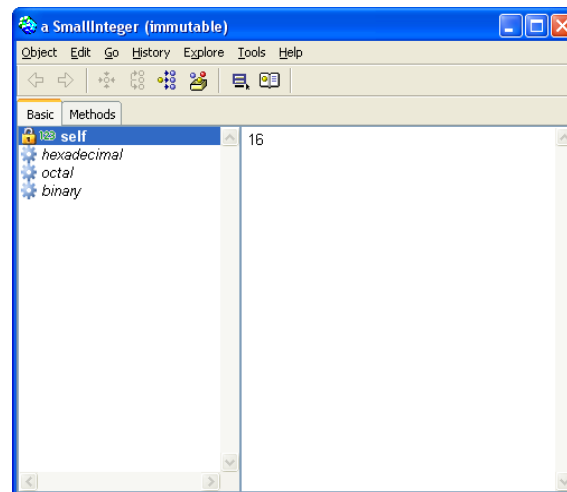 a SmallInteger (immutable)
Object Edit Go History Explore Tools Help
Basic Methods
self
16
hexadecimal
octal
binary